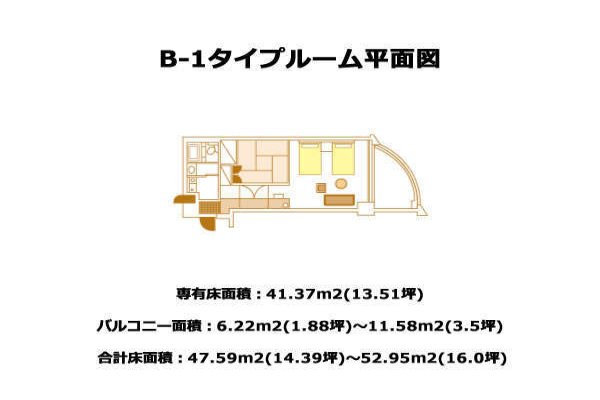 B-1タイプルーム平面図
専有床面積：41.37m2(13.51坪)
バルコニー面積：6.22m2(1.88坪)～11.58m2(3.5坪)
合計床面積：47.59m2(14.39坪)～52.95m2(16.0坪)